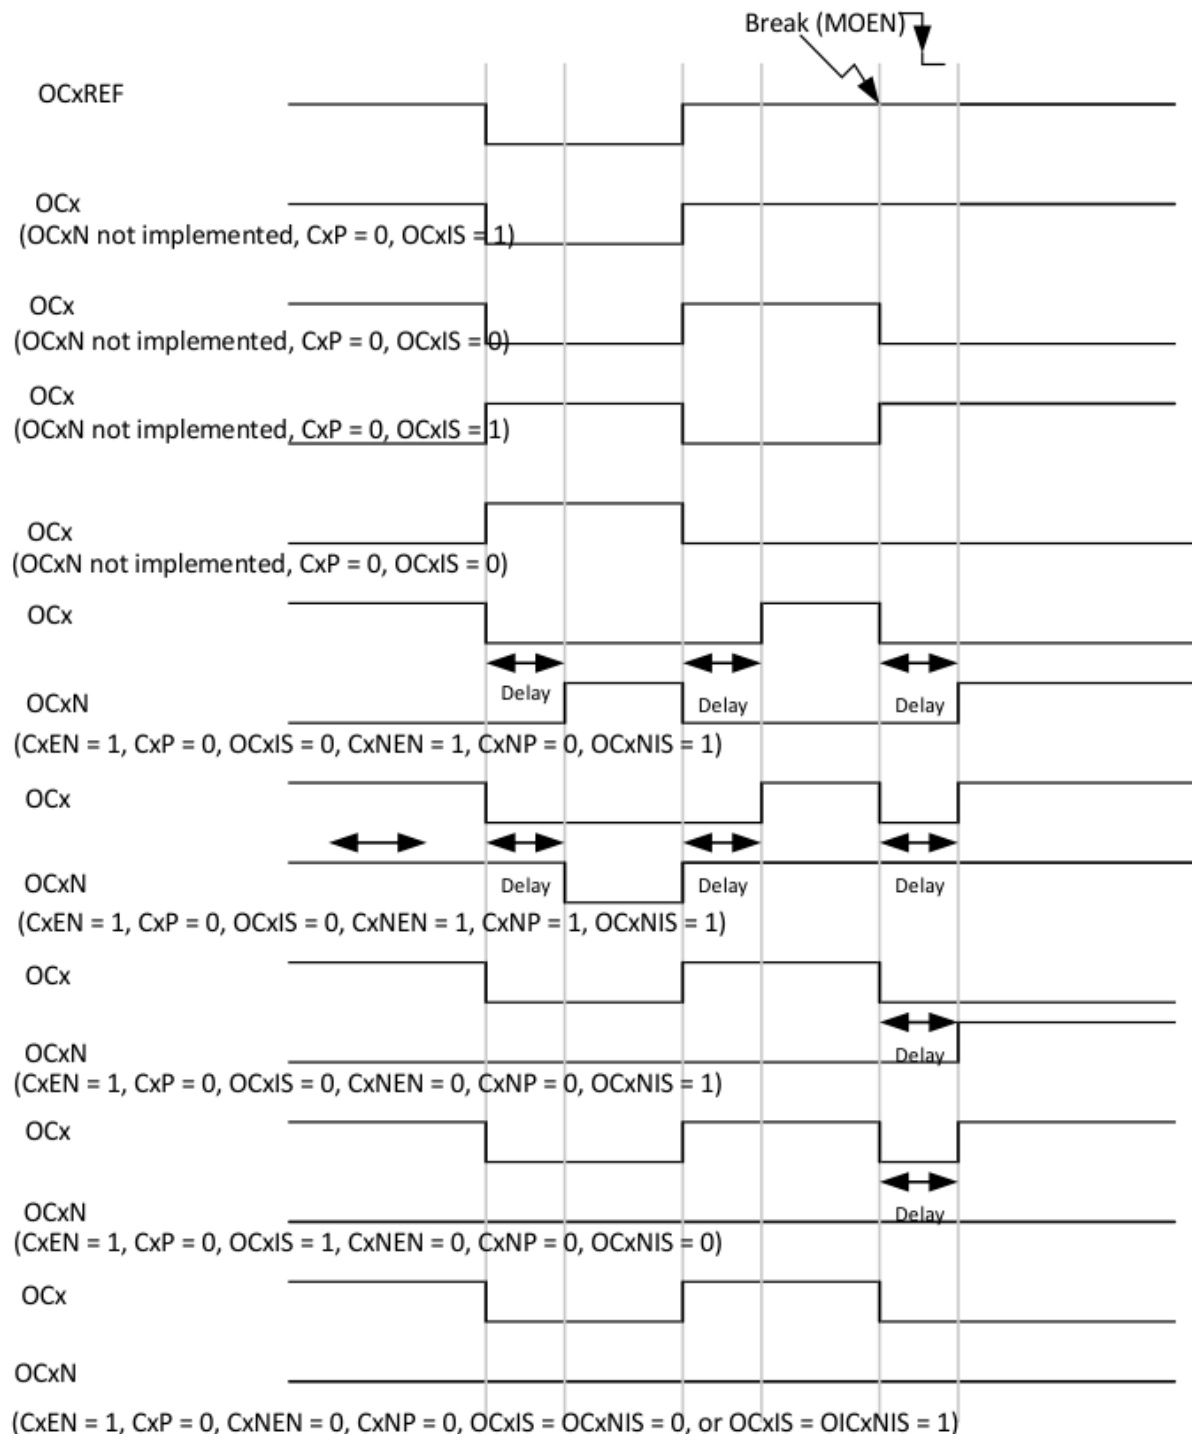 Break (MOEN)
OCxREF
OCx
(OCxN not implemented, CxP = 0, OCxIS = 1)
OCx
(OCxN not implemented, CxP = 0, OCxIS = 0)
OCx
(OCxN not implemented, CxP = 0, OCxIS = 1)
OCx
(OCxN not implemented, CxP = 0, OCxIS = 0)
OCx
Delay
OCxN
Delay
Delay
(CxEN = 1, CxP = 0, OCxIS = 0, CxNEN = 1, CxNP = 0, OCxNIS = 1)
OCx
OCxN
Delay
Delay
Delay
(CxEN = 1, CxP = 0, OCxIS = 0, CxNEN = 1, CxNP = 1, OCxNIS = 1)
OCx
OCxN
Delay
(CxEN = 1, CxP = 0, OCxIS = 0, CxNEN = 0, CxNP = 0, OCxNIS = 1)
OCx
OCxN
Delay
(CxEN = 1, CxP = 0, OCxIS = 1, CxNEN = 0, CxNP = 0, OCxNIS = 0)
OCx
OCxN
(CxEN = 1, CxP = 0, CxNEN = 0, CxNP = 0, OCxIS = OCxNIS = 0, or OCxIS = OICxNIS = 1)